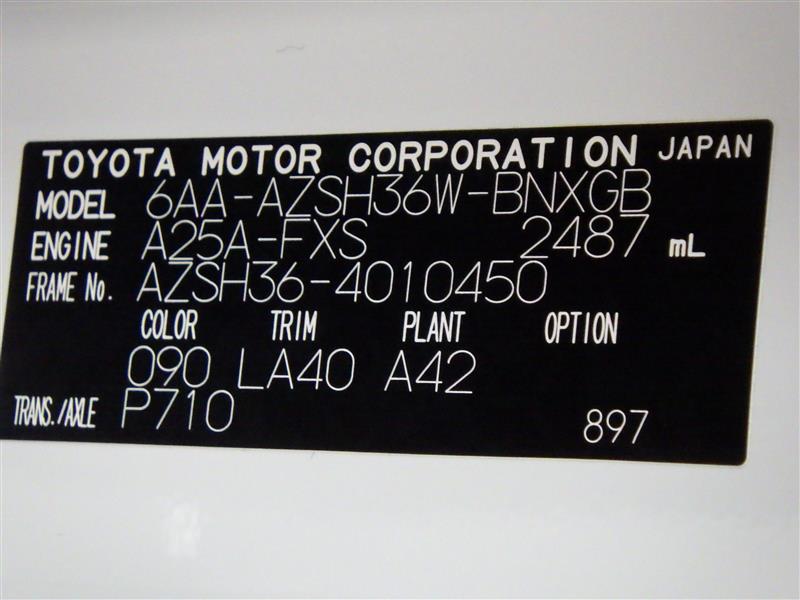 TOYOTA MOTOR CORPORATION JAPAN
MODEL 6AA-AZSH36W-BNXGB
ENGINE A25A-FXS 2487 mL
FRAME No. AZSH36-4010450
COLOR TRIM PLANT OPTION
090 LA40 A42
TRANS./AXLE P710 897